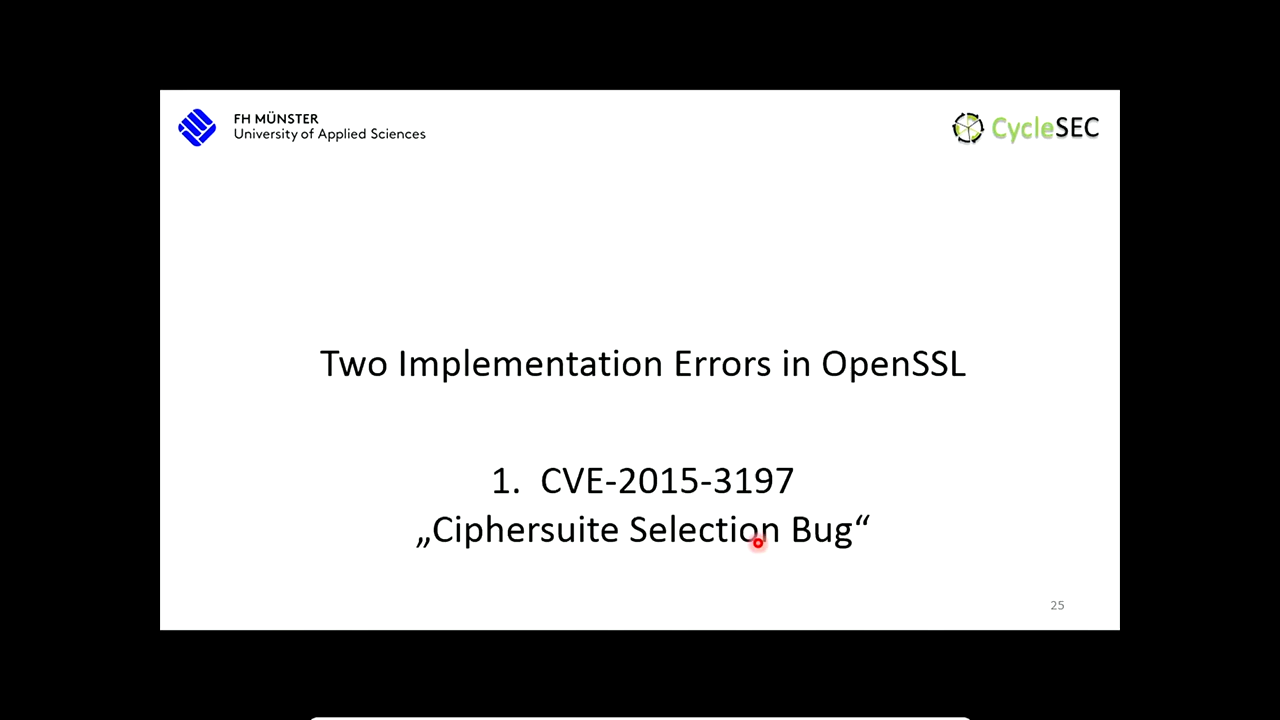 FH MÜNSTER
University of Applied Sciences
CycleSEC
Two Implementation Errors in OpenSSL
1. CVE-2015-3197
„Ciphersuite Selection Bug“
25